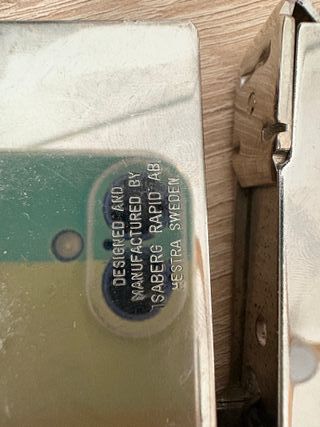 DESIGNED AND
MANUFACTURED BY
ISABERG RAPID AB
HESTRA SWEDEN